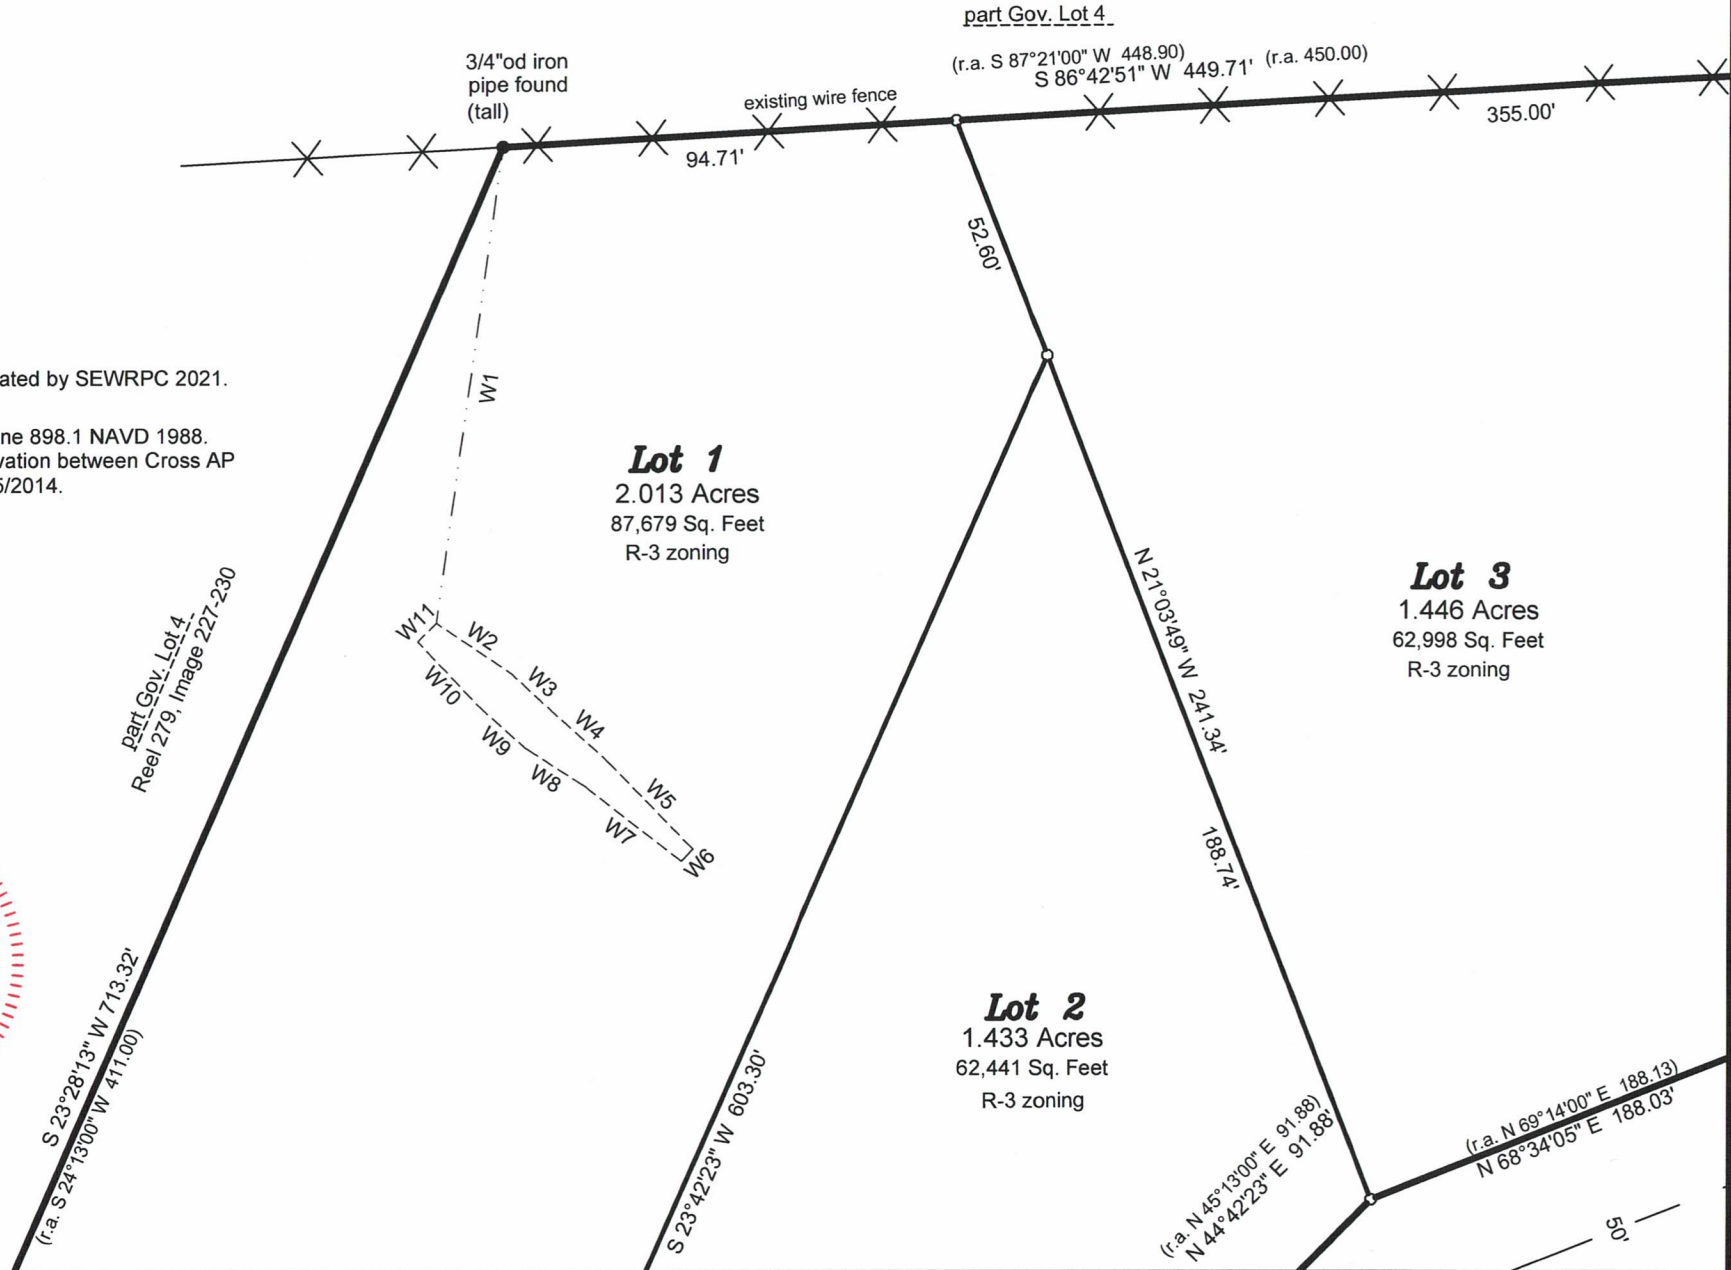 part Gov. Lot 4
(r.a. S 87°21'00" W 448.90)
S 86°42'51" W 449.71' (r.a. 450.00)
3/4"od iron
pipe found
(tall)
existing wire fence
94.71'
355.00'
52.60'
W1
ated by SEWRPC 2021.
ne 898.1 NAVD 1988.
vation between Cross AP
5/2014.
Lot 1
2.013 Acres
87,679 Sq. Feet
R-3 zoning
Lot 3
1.446 Acres
62,998 Sq. Feet
R-3 zoning
N 21°03'49" W 241.34'
188.74'
part Gov. Lot 4
Reel 279, Image 227-230
W11
W2
W3
W4
W5
W6
W7
W8
W9
W10
S 23°28'13" W 713.32'
(r.a. S 24°13'00" W 411.00)
S 23°42'23" W 603.30'
Lot 2
1.433 Acres
62,441 Sq. Feet
R-3 zoning
(r.a. N 45°13'00" E 91.88)
N 44°42'23" E 91.88'
(r.a. N 69°14'00" E 188.13)
N 68°34'05" E 188.03'
50'